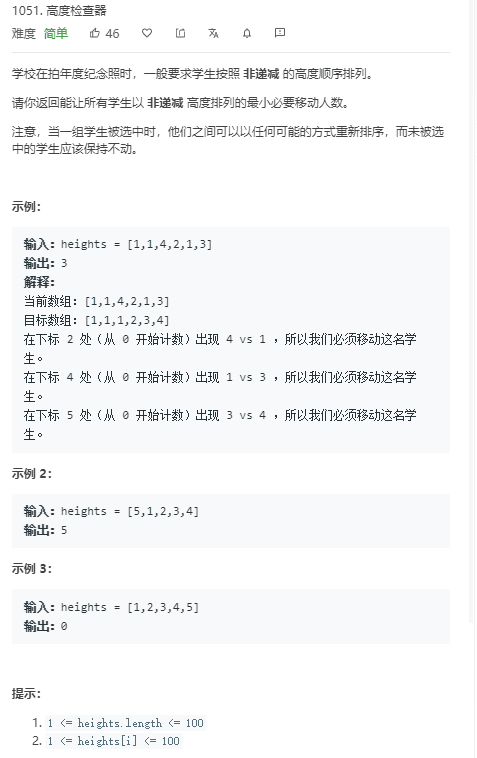 1051. 高度检查器
难度 简单 46
学校在拍年度纪念照时，一般要求学生按照 非递减 的高度顺序排列。
请你返回能让所有学生以 非递减 高度排列的最小必要移动人数。
注意，当一组学生被选中时，他们之间可以以任何可能的方式重新排序，而未被选
中的学生应该保持不动。
示例：
输入：heights = [1,1,4,2,1,3]
输出：3
解释：
当前数组：[1,1,4,2,1,3]
目标数组：[1,1,1,2,3,4]
在下标 2 处（从 0 开始计数）出现 4 vs 1 ，所以我们必须移动这名学
生。
在下标 4 处（从 0 开始计数）出现 1 vs 3 ，所以我们必须移动这名学
生。
在下标 5 处（从 0 开始计数）出现 3 vs 4 ，所以我们必须移动这名学
生。
示例 2：
输入：heights = [5,1,2,3,4]
输出：5
示例 3：
输入：heights = [1,2,3,4,5]
输出：0
提示：
1. 1 <= heights.length <= 100
2. 1 <= heights[i] <= 100